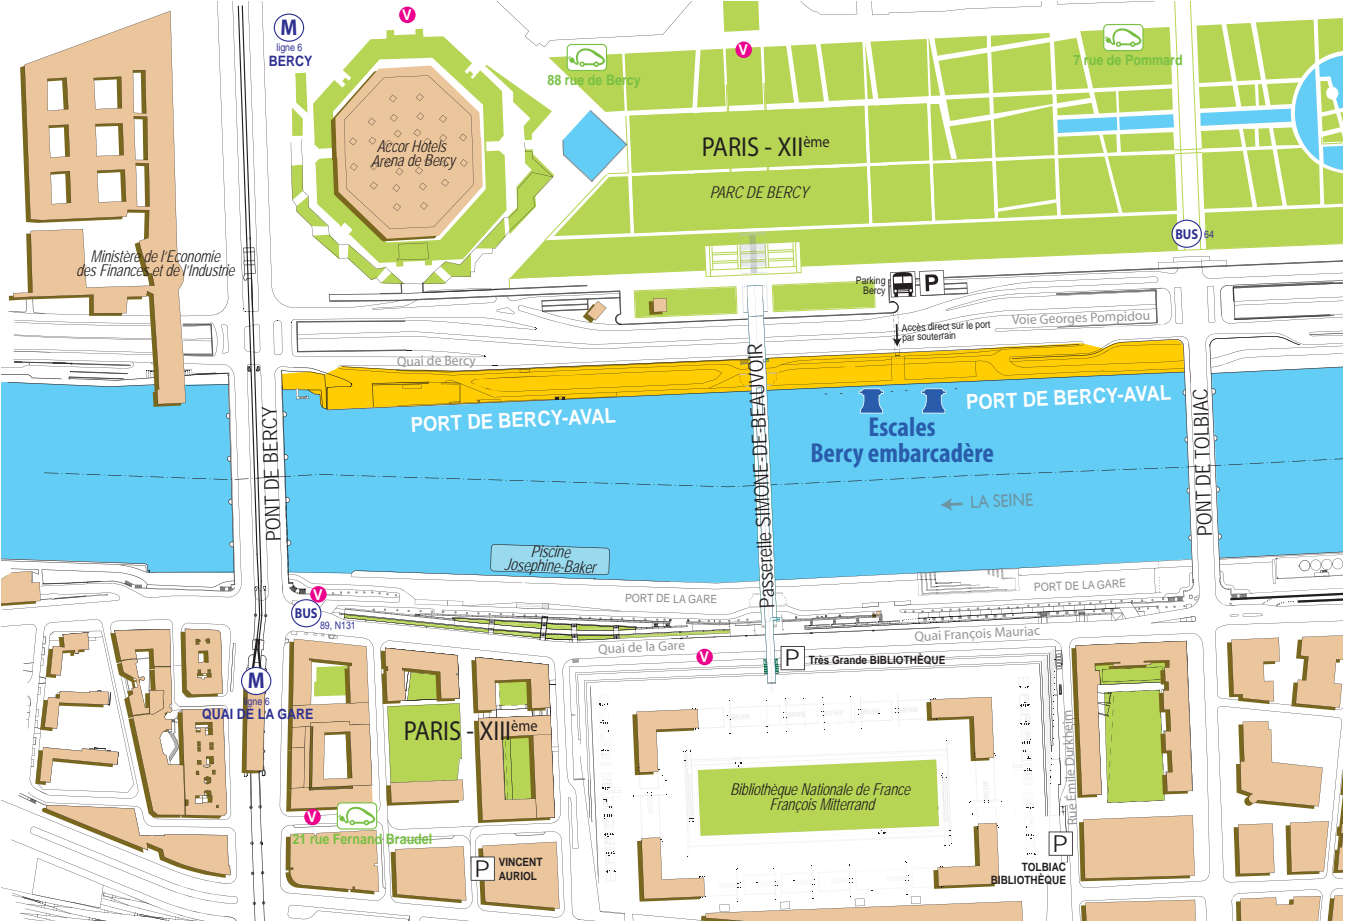 V
M
ligne 6
BERCY
88 rue de Bercy
V
7 rue de Pommard
Accor Hôtels
Arena de Bercy
PARIS - XIIème
PARC DE BERCY
BUS 64
Ministère de l'Economie
des Finances et de l'Industrie
Parking
Bercy
P
Accès direct sur le port
par souterrain
Voie Georges Pompidou
Quai de Bercy
PORT DE BERCY-AVAL
PORT DE BERCY-AVAL
Escales
Bercy embarcadère
PONT DE BERCY
Passerelle SIMONE-DE-BEAUVOIR
PONT DE TOLBIAC
LA SEINE
Piscine
Josephine-Baker
PORT DE LA GARE
PORT DE LA GARE
V
BUS
89, N131
Quai de la Gare
Quai François Mauriac
V
P
Très Grande BIBLIOTHÈQUE
M
ligne 6
QUAI DE LA GARE
PARIS - XIIIème
Rue Émile Durkheim
Bibliothèque Nationale de France
François Mitterrand
V
21 rue Fernand Braudel
P
VINCENT
AURIOL
P
TOLBIAC
BIBLIOTHÈQUE